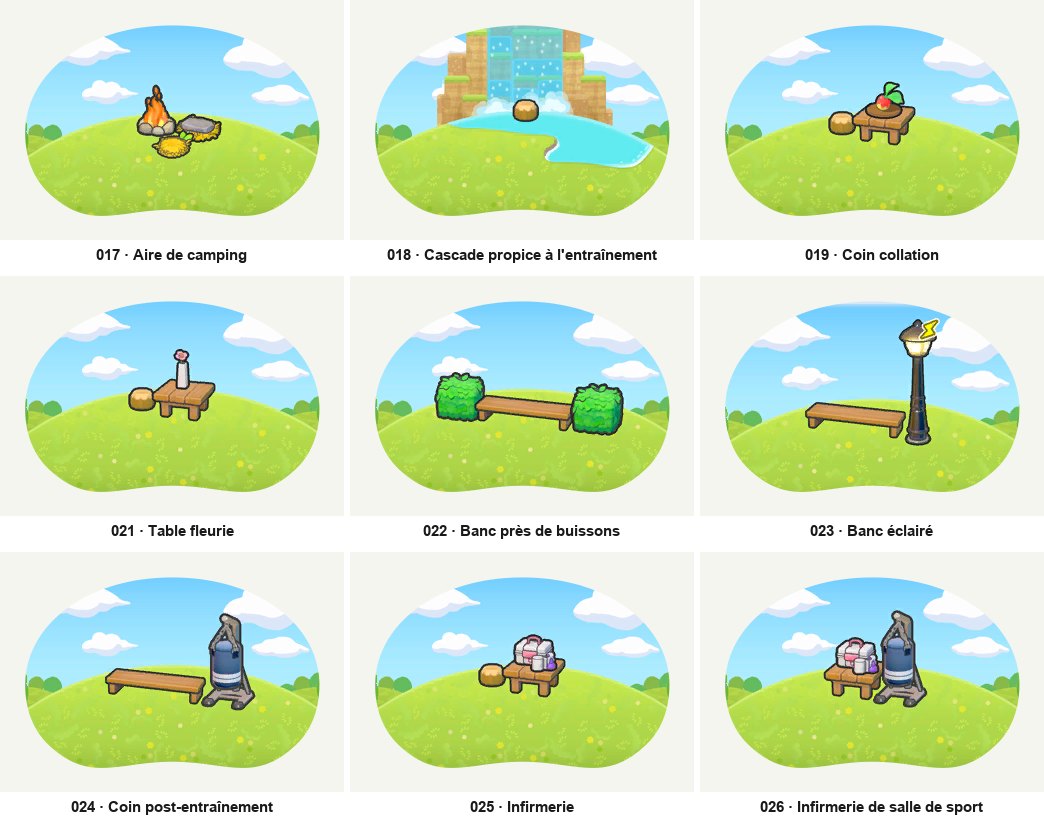 017 · Aire de camping
018 · Cascade propice à l'entraînement
019 · Coin collation
021 · Table fleurie
022 · Banc près de buissons
023 · Banc éclairé
024 · Coin post-entraînement
025 · Infirmerie
026 · Infirmerie de salle de sport